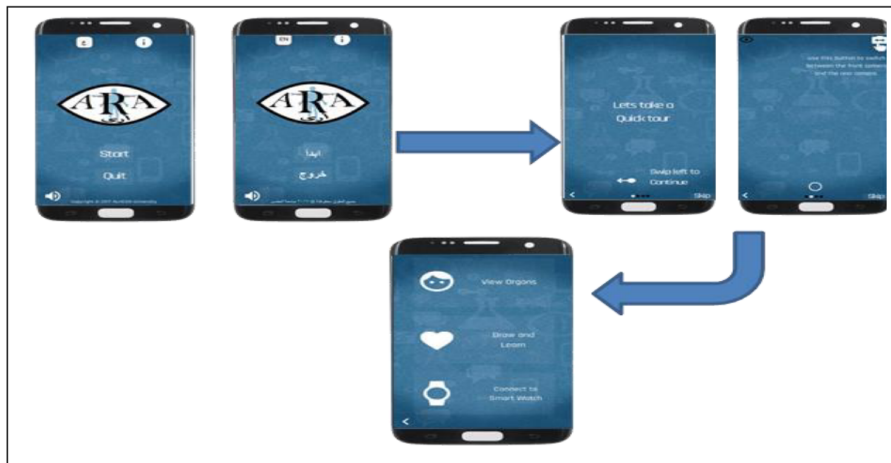 ع
i
ARA
Start
Quit
EN
i
ARA
ابدأ
خروج
Lets take a
Quick tour
Swip left to
Continue
Skip
Use this button to switch
between the front camera
and the rear camera
Skip
View Organs
Draw and
Learn
Connect to
Smart Watch